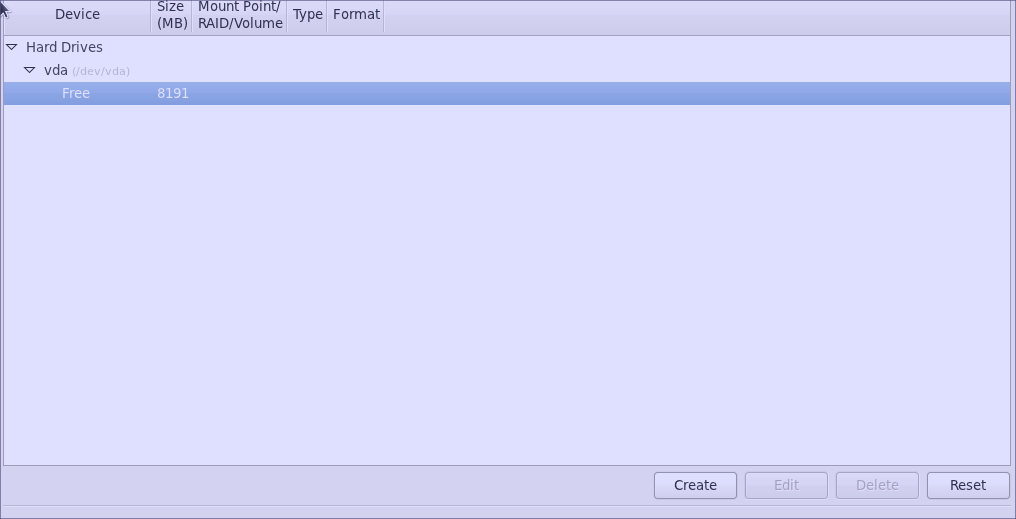 Device Size (MB) Mount Point/ RAID/Volume Type Format
Hard Drives
vda (/dev/vda)
Free 8191
Create Edit Delete Reset